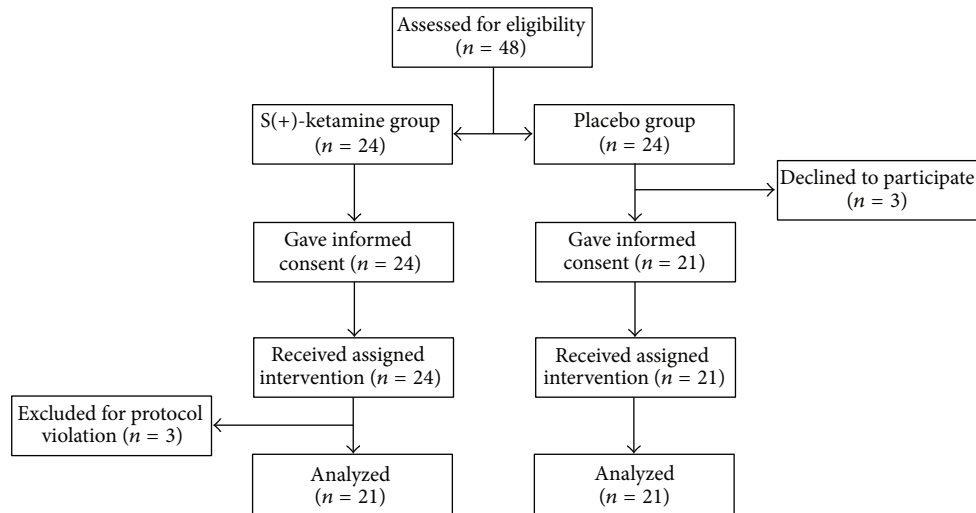 Assessed for eligibility
(n = 48)
S(+)-ketamine group
(n = 24)
Placebo group
(n = 24)
Declined to participate
(n = 3)
Gave informed
consent (n = 24)
Gave informed
consent (n = 21)
Received assigned
intervention (n = 24)
Received assigned
intervention (n = 21)
Excluded for protocol
violation (n = 3)
Analyzed
(n = 21)
Analyzed
(n = 21)